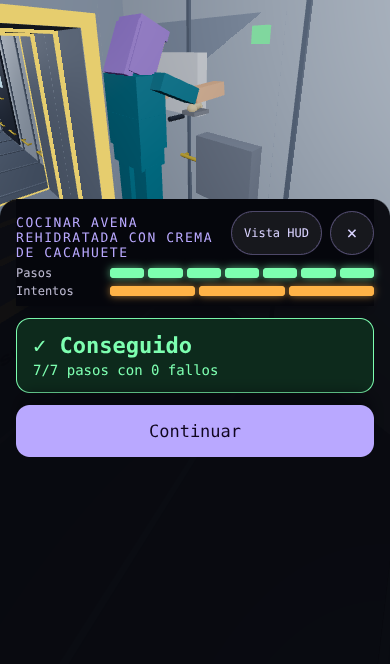 COCINAR AVENA
REHIDRATADA CON CREMA
DE CACAHUETE
Vista HUD
×
Pasos
Intentos
✓ Conseguido
7/7 pasos con 0 fallos
Continuar